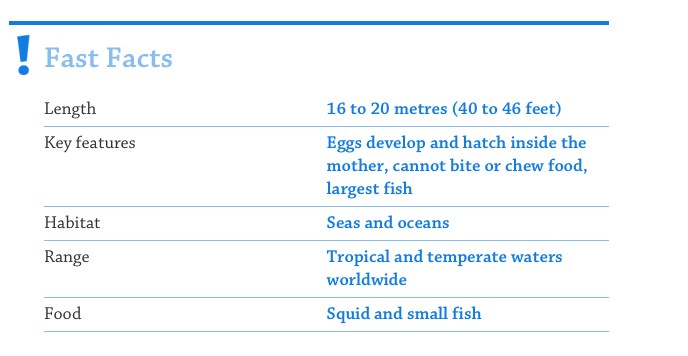 ! Fast Facts
Length 16 to 20 metres (40 to 46 feet)
Key features Eggs develop and hatch inside the
mother, cannot bite or chew food,
largest fish
Habitat Seas and oceans
Range Tropical and temperate waters
worldwide
Food Squid and small fish